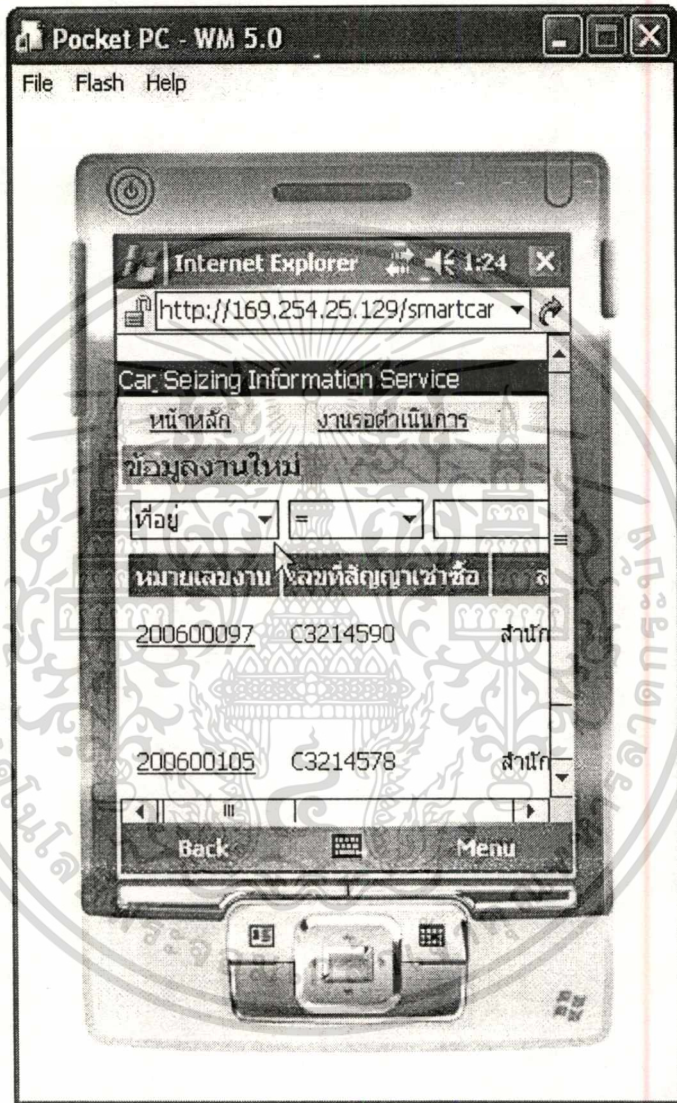 Pocket PC - WM 5.0
File Flash Help
Internet Explorer 1:24
http://169.254.25.129/smartcar
Car Seizing Information Service
หน้าหลัก งานรอดำเนินการ
ข้อมูลงานใหม่
ที่อยู่ =
หมายเลขงาน เลขที่สัญญาเช่าซื้อ ส
200600097 C3214590 สำนัก
200600105 C3214578 สำนัก
Back Menu